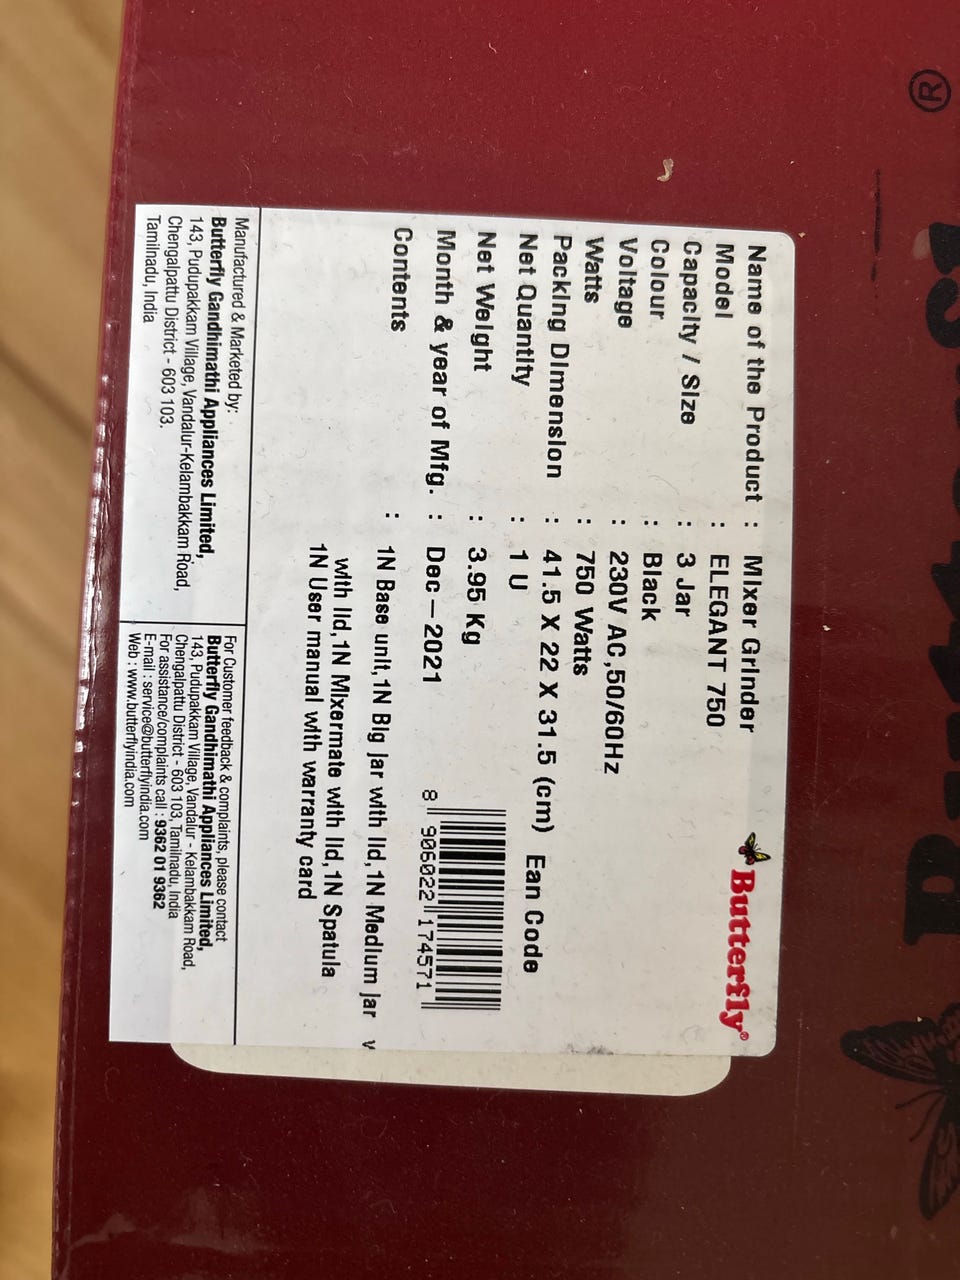 ®
Butterfly®
Name of the Product : Mixer Grinder
Model : ELEGANT 750
Capacity / Size : 3 Jar
Colour : Black
Voltage : 230V AC,50/60Hz
Watts : 750 Watts
Packing Dimension : 41.5 X 22 X 31.5 (cm)
Net Quantity : 1 U
Ean Code
Net Weight : 3.95 Kg
Month & year of Mfg. : Dec – 2021
8 906022 174571
Contents : 1N Base unit,1N Big jar with lid,1N Medium jar
with lid,1N Mixermate with lid,1N Spatula
1N User manual with warranty card
Manufactured & Marketed by:
Butterfly Gandhimathi Appliances Limited,
143, Pudupakkam Village, Vandalur-Kelambakkam Road,
Chengalpattu District - 603 103.
Tamilnadu, India
For Customer feedback & complaints, please contact
Butterfly Gandhimathi Appliances Limited,
143, Pudupakkam Village, Vandalur - Kelambakkam Road,
Chengalpattu District - 603 103, Tamilnadu, India
For assistance/complaints call : 9362 01 9362
E-mail : service@butterflyindia.com
Web : www.butterflyindia.com